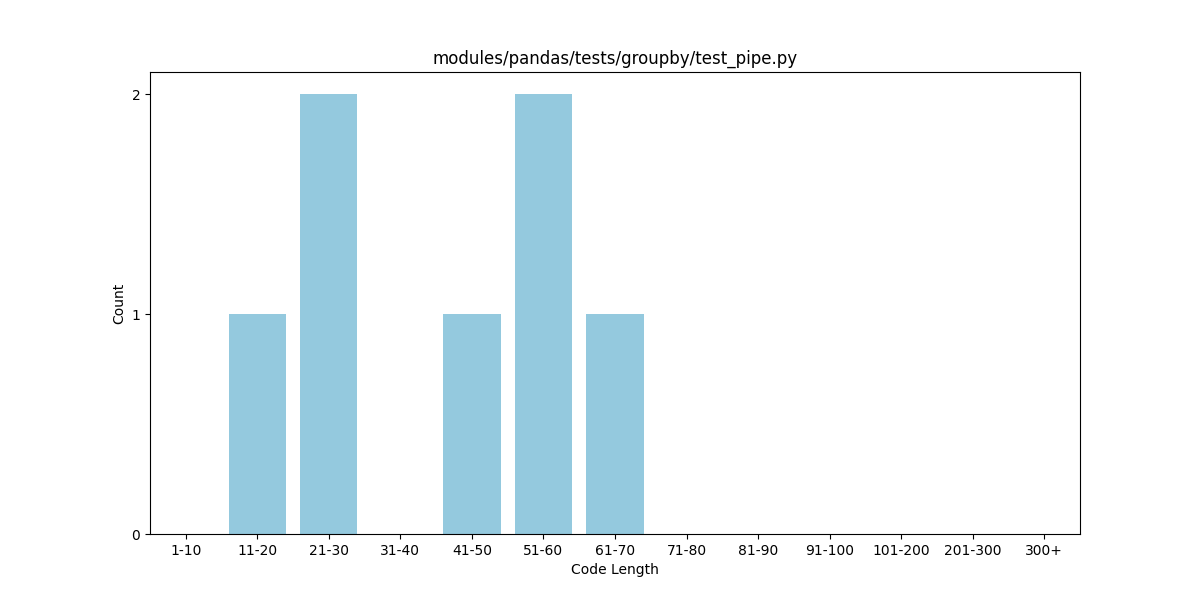 modules/pandas/tests/groupby/test_pipe.py
2
1
0
Count
1-10 11-20 21-30 31-40 41-50 51-60 61-70 71-80 81-90 91-100 101-200 201-300 300+
Code Length